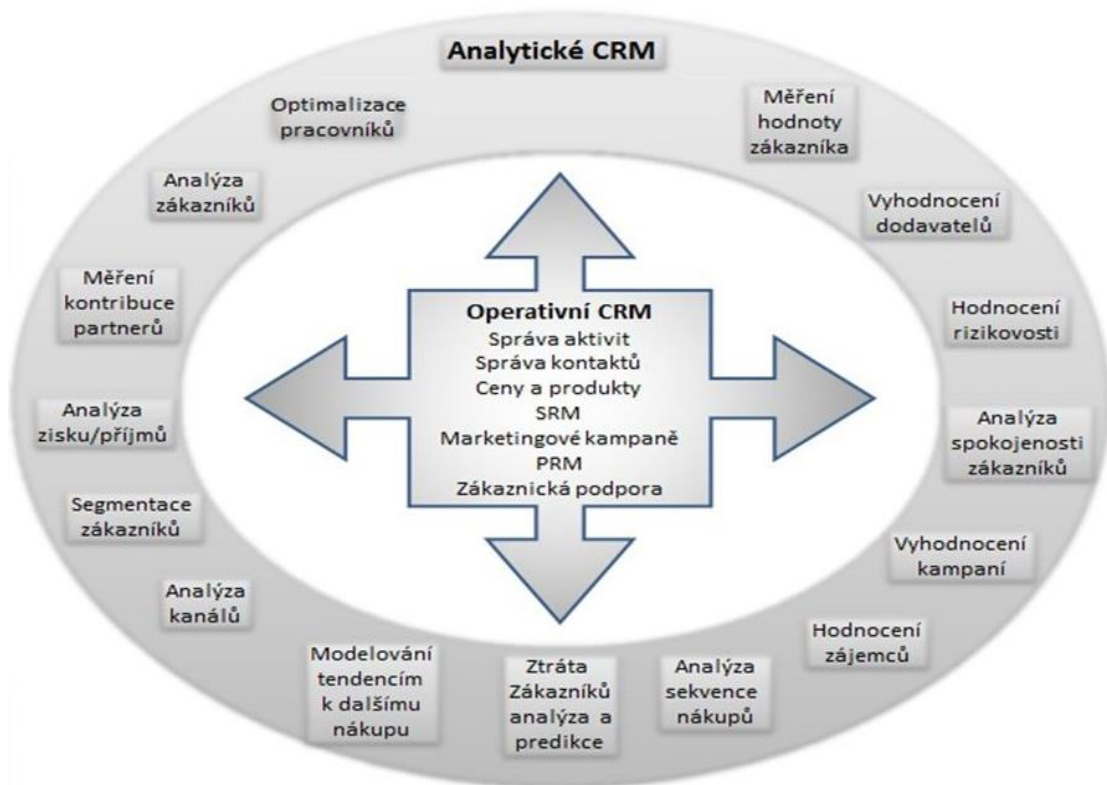 Analytické CRM
Optimalizace
pracovníků
Měření
hodnoty
zákazníka
Analýza
zákazníků
Vyhodnocení
dodavatelů
Měření
kontribuce
partnerů
Hodnocení
rizikovosti
Operativní CRM
Správa aktivit
Správa kontaktů
Ceny a produkty
SRM
Marketingové kampaně
PRM
Zákaznická podpora
Analýza
zisku/příjmů
Analýza
spokojenosti
zákazníků
Segmentace
zákazníků
Vyhodnocení
kampaní
Analýza
kanálů
Hodnocení
zájemců
Modelování
tendencím
k dalšímu
nákupu
Ztráta
Zákazníků
analýza a
predikce
Analýza
sekvence
nákupů